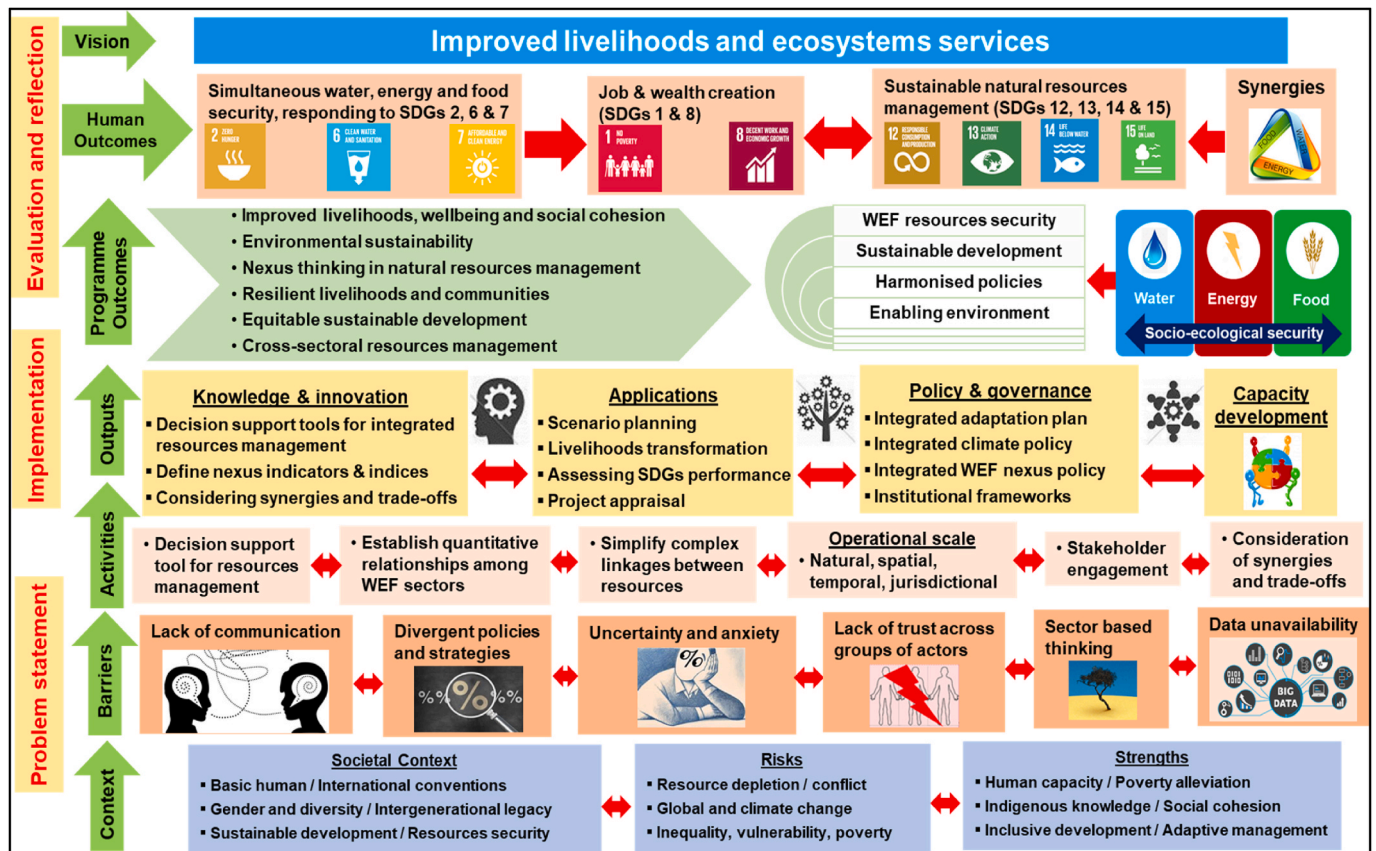 Evaluation and reflection
Vision
Improved livelihoods and ecosystems services
Human
Outcomes
Simultaneous water, energy and food
security, responding to SDGs 2, 6 & 7
2 ZERO
HUNGER
6 CLEAN WATER
AND SANITATION
7 AFFORDABLE AND
CLEAN ENERGY
Job & wealth creation
(SDGs 1 & 8)
1 NO
POVERTY
8 DECENT WORK AND
ECONOMIC GROWTH
Sustainable natural resources
management (SDGs 12, 13, 14 & 15)
12 RESPONSIBLE
CONSUMPTION
AND PRODUCTION
13 CLIMATE
ACTION
14 LIFE
BELOW WATER
15 LIFE
ON LAND
Synergies
FOOD
WATER
ENERGY
Programme
Outcomes
• Improved livelihoods, wellbeing and social cohesion
• Environmental sustainability
• Nexus thinking in natural resources management
• Resilient livelihoods and communities
• Equitable sustainable development
• Cross-sectoral resources management
WEF resources security
Sustainable development
Harmonised policies
Enabling environment
Water
Energy
Food
Socio-ecological security
Implementation
Outputs
Knowledge & innovation
▪ Decision support tools for integrated
resources management
▪ Define nexus indicators & indices
▪ Considering synergies and trade-offs
Applications
▪ Scenario planning
▪ Livelihoods transformation
▪ Assessing SDGs performance
▪ Project appraisal
Policy & governance
▪ Integrated adaptation plan
▪ Integrated climate policy
▪ Integrated WEF nexus policy
▪ Institutional frameworks
Capacity
development
Activities
• Decision support
tool for resources
management
• Establish quantitative
relationships among
WEF sectors
• Simplify complex
linkages between
resources
Operational scale
• Natural, spatial,
temporal, jurisdictional
• Stakeholder
engagement
• Consideration
of synergies
and trade-offs
Problem statement
Barriers
Lack of communication
Divergent policies
and strategies
%%
%
%%
Uncertainty and anxiety
%
Lack of trust across
groups of actors
Sector based
thinking
Data unavailability
BIG
DATA
Context
Societal Context
▪ Basic human / International conventions
▪ Gender and diversity / Intergenerational legacy
▪ Sustainable development / Resources security
Risks
▪ Resource depletion / conflict
▪ Global and climate change
▪ Inequality, vulnerability, poverty
Strengths
▪ Human capacity / Poverty alleviation
▪ Indigenous knowledge / Social cohesion
▪ Inclusive development / Adaptive management